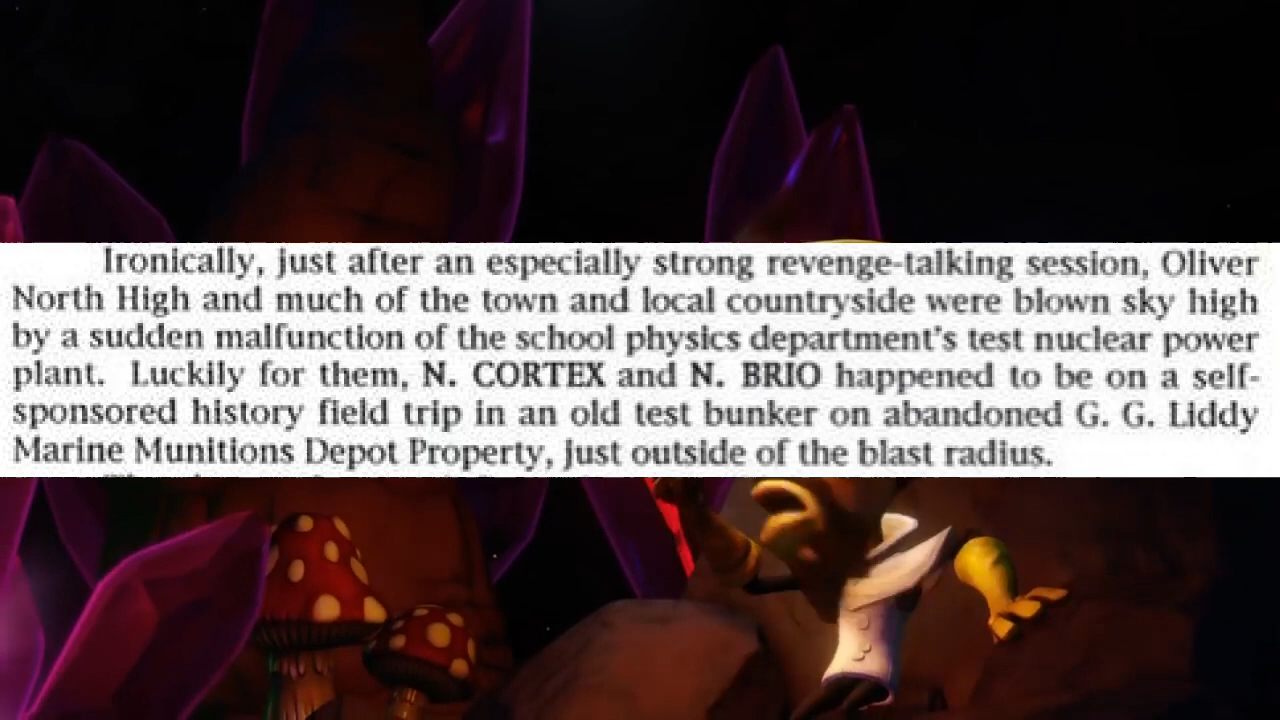 Ironically, just after an especially strong revenge-talking session, Oliver
North High and much of the town and local countryside were blown sky high
by a sudden malfunction of the school physics department's test nuclear power
plant. Luckily for them, N. CORTEX and N. BRIO happened to be on a self-
sponsored history field trip in an old test bunker on abandoned G. G. Liddy
Marine Munitions Depot Property, just outside of the blast radius.